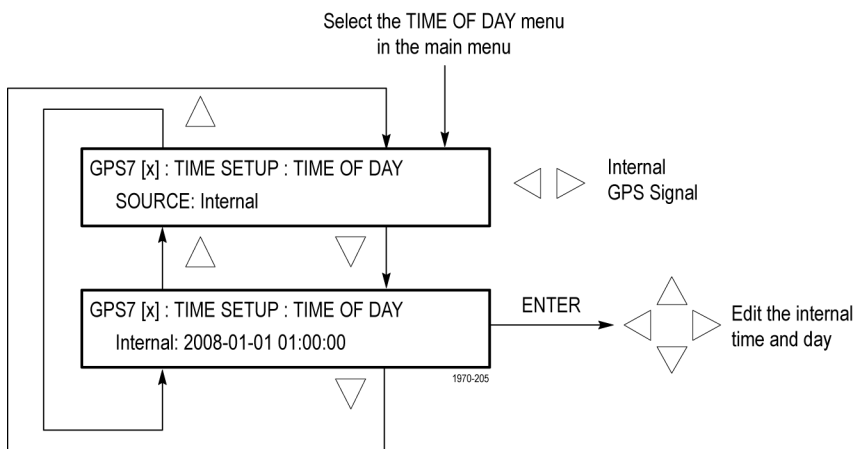 Select the TIME OF DAY menu
in the main menu
GPS7 [x] : TIME SETUP : TIME OF DAY
SOURCE: Internal
Internal
GPS Signal
GPS7 [x] : TIME SETUP : TIME OF DAY
Internal: 2008-01-01 01:00:00
ENTER
Edit the internal
time and day
1970-205